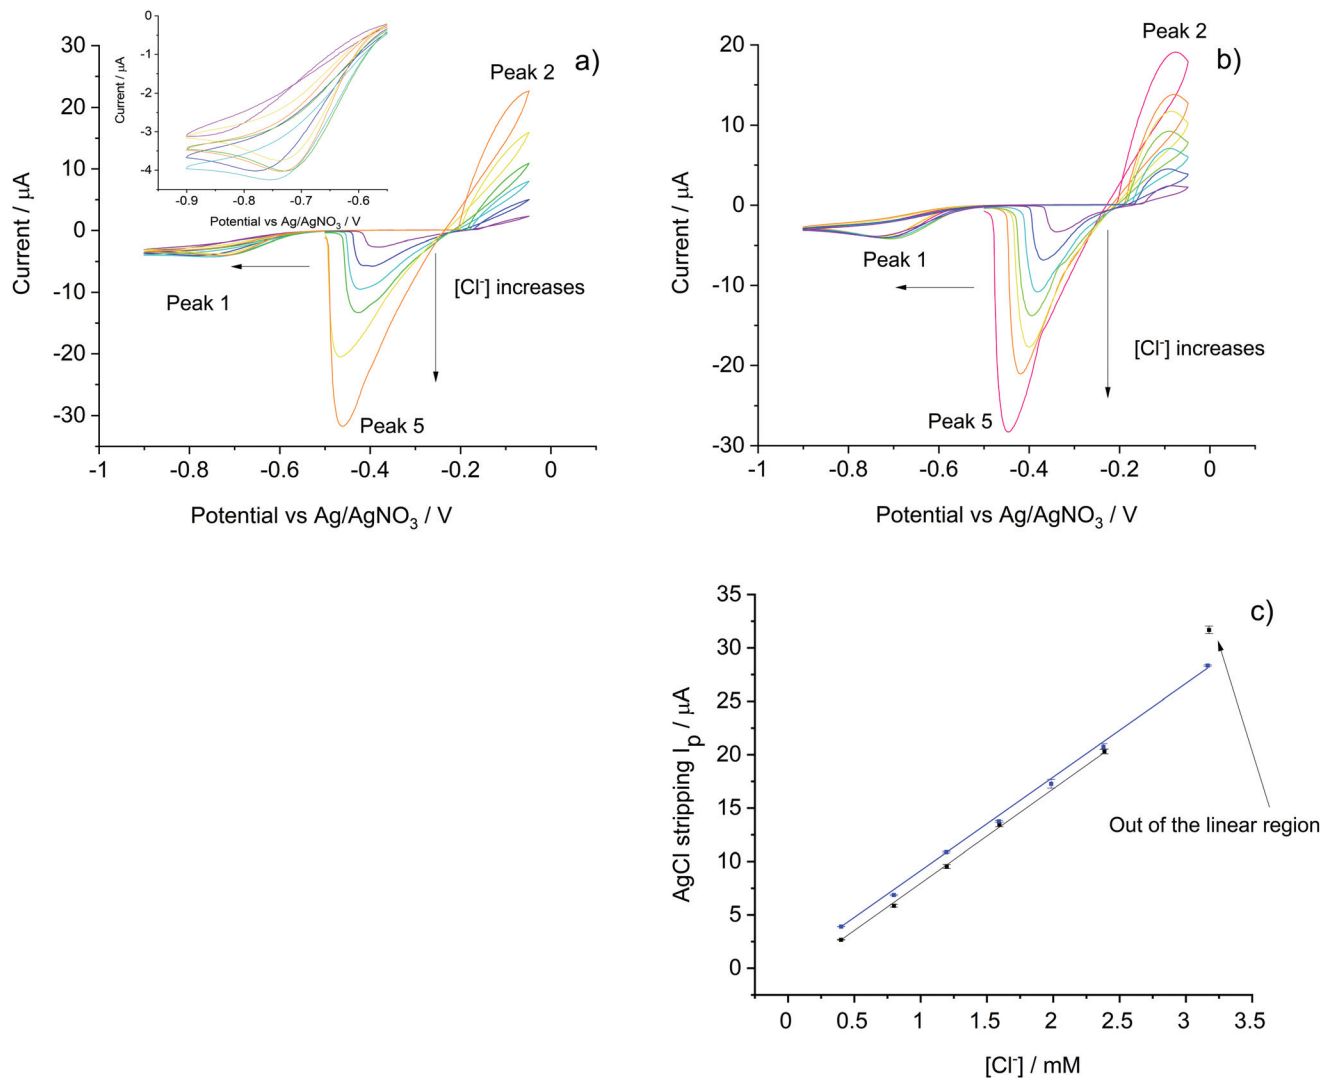 a)
Peak 2
Peak 1
Peak 5
[Cl⁻] increases
Current / μA
30
20
10
0
-10
-20
-30
-1
-0.8
-0.6
-0.4
-0.2
0
Potential vs Ag/AgNO₃ / V
Current / μA
0
-1
-2
-3
-4
-0.9
-0.8
-0.7
-0.6
Potential vs Ag/AgNO₃ / V
b)
Peak 2
Peak 1
Peak 5
[Cl⁻] increases
Current / μA
20
10
0
-10
-20
-30
-1
-0.8
-0.6
-0.4
-0.2
0
Potential vs Ag/AgNO₃ / V
c)
Out of the linear region
AgCl stripping Iₚ / μA
35
30
25
20
15
10
5
0
0
0.5
1
1.5
2
2.5
3
3.5
[Cl⁻] / mM